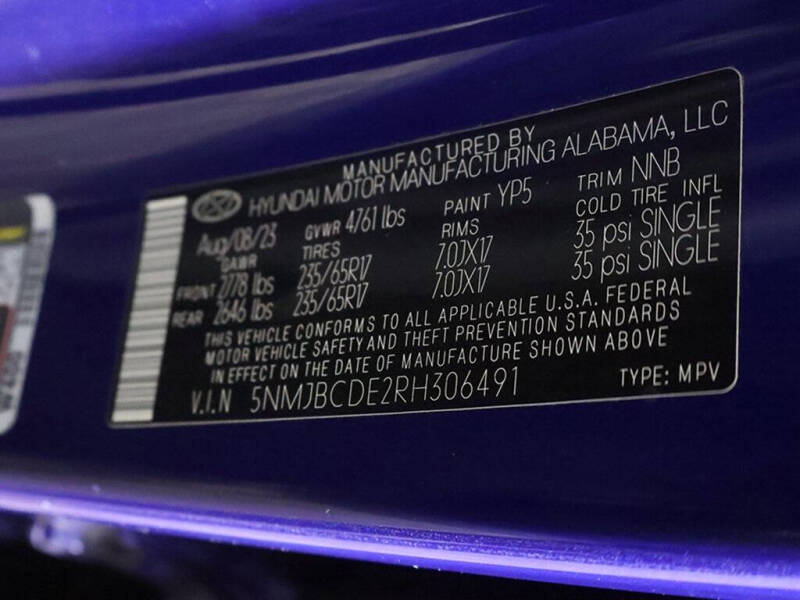 MANUFACTURED BY
HYUNDAI MOTOR MANUFACTURING ALABAMA, LLC
Aug/08/23 GVWR 4761 lbs PAINT YP5 TRIM NNB
GAWR TIRES RIMS COLD TIRE INFL
FRONT 2778 lbs 235/65R17 7.0JX17 35 psi SINGLE
REAR 2646 lbs 235/65R17 7.0JX17 35 psi SINGLE
THIS VEHICLE CONFORMS TO ALL APPLICABLE U.S.A. FEDERAL
MOTOR VEHICLE SAFETY AND THEFT PREVENTION STANDARDS
IN EFFECT ON THE DATE OF MANUFACTURE SHOWN ABOVE
V.I.N 5NMJBCDE2RH306491 TYPE: MPV